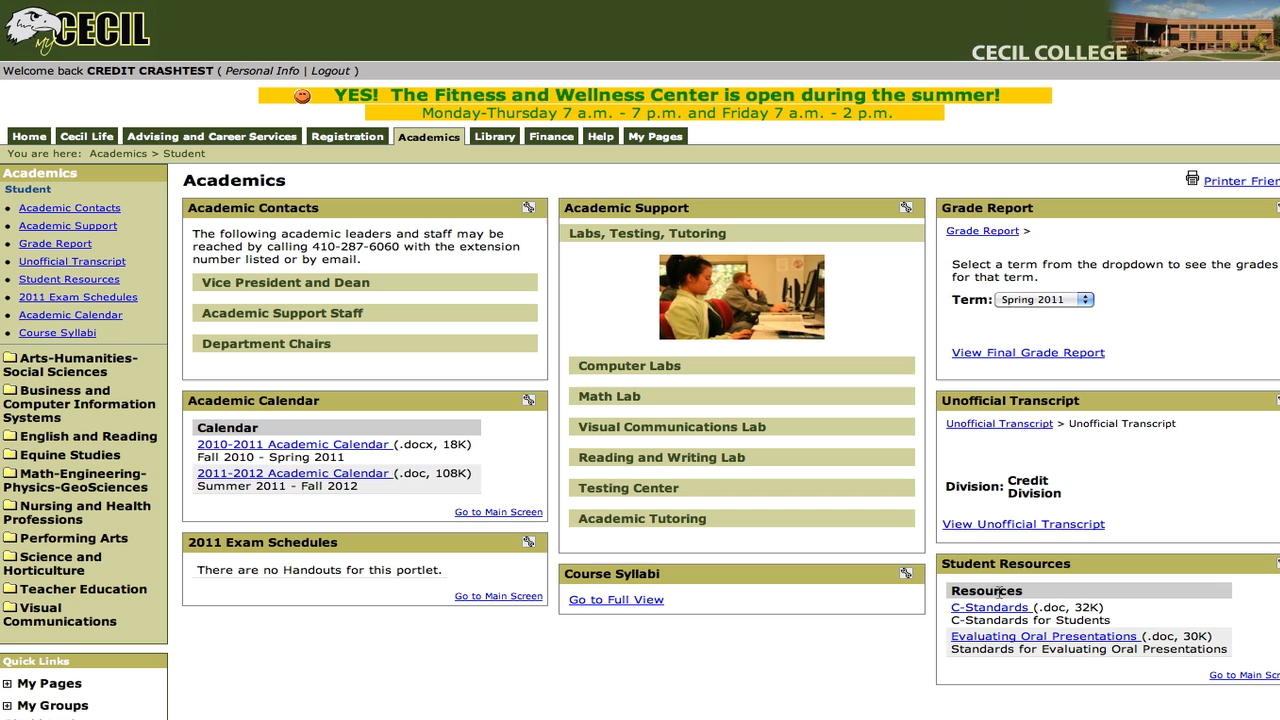 my CECIL
CECIL COLLEGE
Welcome back CREDIT CRASHTEST ( Personal Info | Logout )
YES! The Fitness and Wellness Center is open during the summer!
Monday-Thursday 7 a.m. - 7 p.m. and Friday 7 a.m. - 2 p.m.
Home Cecil Life Advising and Career Services Registration Academics Library Finance Help My Pages
You are here: Academics > Student
Academics
Student
Academic Contacts
Academic Support
Grade Report
Unofficial Transcript
Student Resources
2011 Exam Schedules
Academic Calendar
Course Syllabi
Arts-Humanities-
Social Sciences
Business and
Computer Information
Systems
English and Reading
Equine Studies
Math-Engineering-
Physics-GeoSciences
Nursing and Health
Professions
Performing Arts
Science and
Horticulture
Teacher Education
Visual
Communications
Quick Links
My Pages
My Groups
Academics
Printer Frien
Academic Contacts
The following academic leaders and staff may be
reached by calling 410-287-6060 with the extension
number listed or by email.
Vice President and Dean
Academic Support Staff
Department Chairs
Academic Calendar
Calendar
2010-2011 Academic Calendar (.docx, 18K)
Fall 2010 - Spring 2011
2011-2012 Academic Calendar (.doc, 108K)
Summer 2011 - Fall 2012
Go to Main Screen
2011 Exam Schedules
There are no Handouts for this portlet.
Go to Main Screen
Academic Support
Labs, Testing, Tutoring
Computer Labs
Math Lab
Visual Communications Lab
Reading and Writing Lab
Testing Center
Academic Tutoring
Course Syllabi
Go to Full View
Grade Report
Grade Report >
Select a term from the dropdown to see the grades
for that term.
Term: Spring 2011
View Final Grade Report
Unofficial Transcript
Unofficial Transcript > Unofficial Transcript
Division: Credit
Division
View Unofficial Transcript
Student Resources
Resources
C-Standards (.doc, 32K)
C-Standards for Students
Evaluating Oral Presentations (.doc, 30K)
Standards for Evaluating Oral Presentations
Go to Main Scr